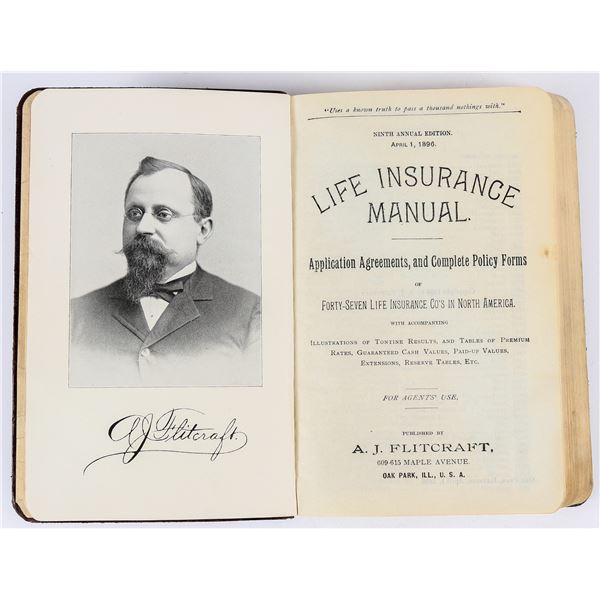 A J Flitcraft.
"Uses a known truth to pass a thousand nothings with."
NINTH ANNUAL EDITION.
APRIL 1, 1896.
LIFE INSURANCE
MANUAL.
Application Agreements, and Complete Policy Forms
OF
FORTY-SEVEN LIFE INSURANCE CO'S IN NORTH AMERICA.
WITH ACCOMPANYING
ILLUSTRATIONS OF TONTINE RESULTS, AND TABLES OF PREMIUM
RATES, GUARANTEED CASH VALUES, PAID-UP VALUES,
EXTENSIONS, RESERVE TABLES, ETC.
FOR AGENTS' USE.
PUBLISHED BY
A. J. FLITCRAFT,
609-615 MAPLE AVENUE.
OAK PARK, ILL., U. S. A.